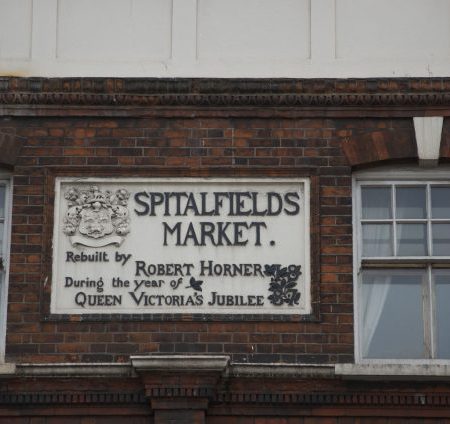 SPITALFIELDS
MARKET.
Rebuilt by
ROBERT HORNER
During the year of
QUEEN VICTORIA'S JUBILEE